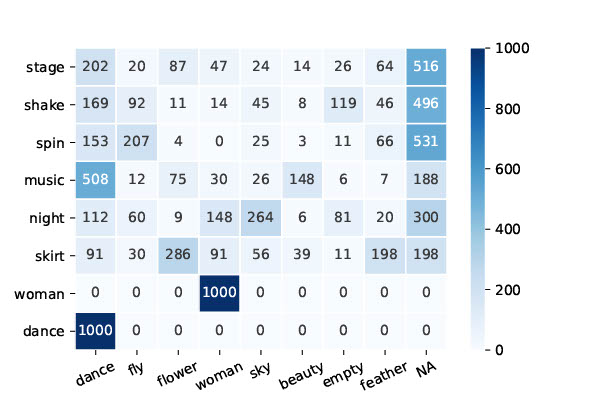 stage 202 20 87 47 24 14 26 64 516
shake 169 92 11 14 45 8 119 46 496
spin 153 207 4 0 25 3 11 66 531
music 508 12 75 30 26 148 6 7 188
night 112 60 9 148 264 6 81 20 300
skirt 91 30 286 91 56 39 11 198 198
woman 0 0 0 1000 0 0 0 0 0
dance 1000 0 0 0 0 0 0 0 0
dance fly flower woman sky beauty empty feather NA
1000
800
600
400
200
0